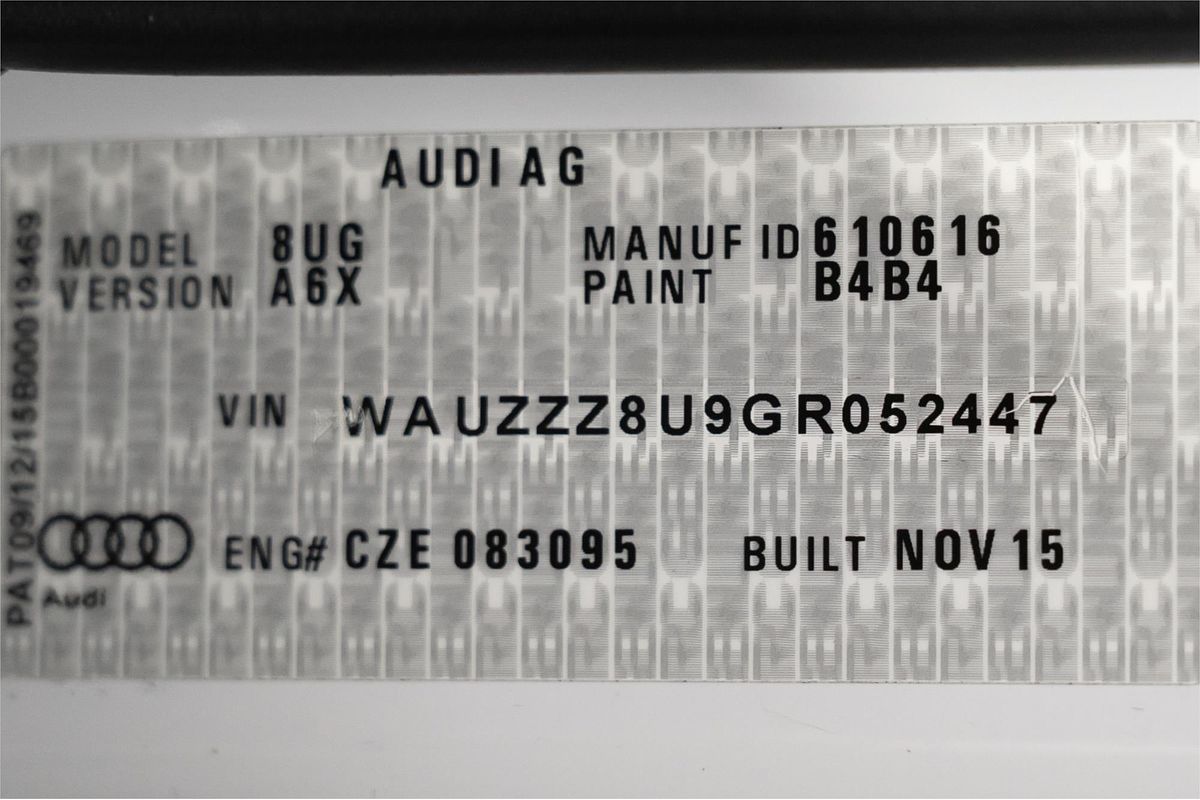 AUDI AG
MODEL 8UG MANUF ID 610616
VERSION A6X PAINT B4B4
VIN WAUZZZ8U9GR052447
ENG# CZE 083095 BUILT NOV 15
Audi
PAT09/12/15B000019469